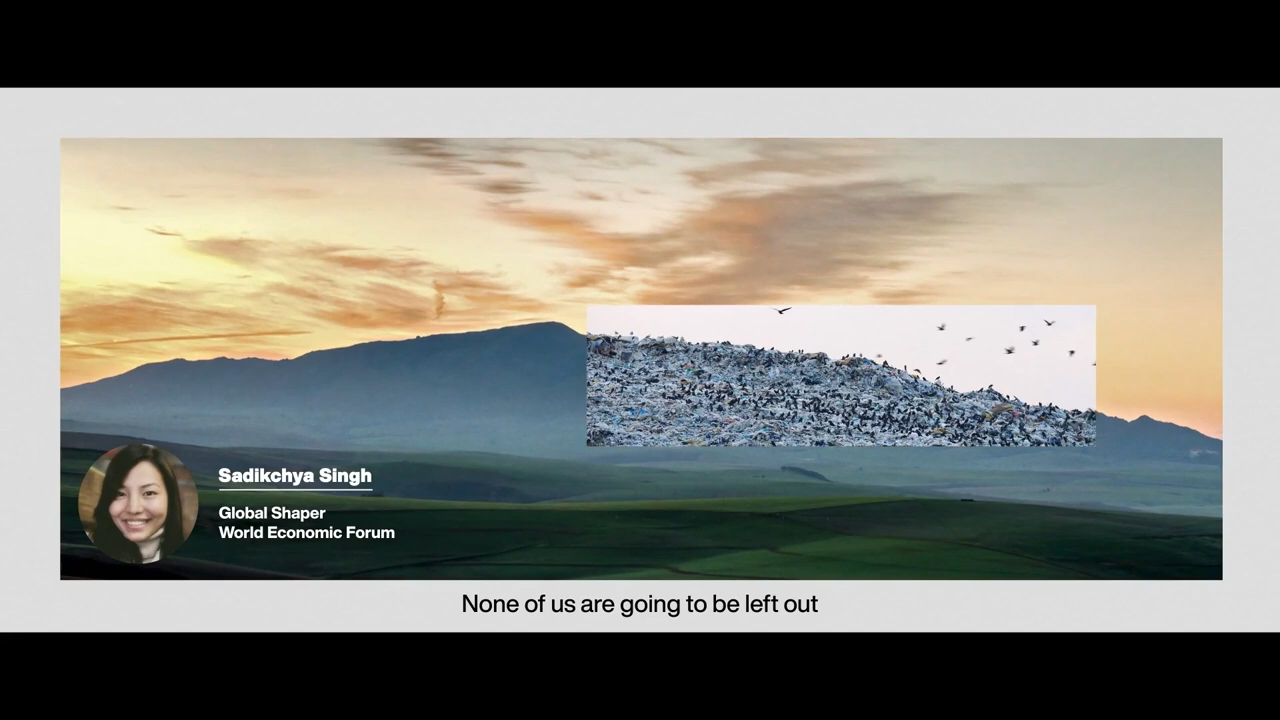 Sadikchya Singh
Global Shaper
World Economic Forum
None of us are going to be left out